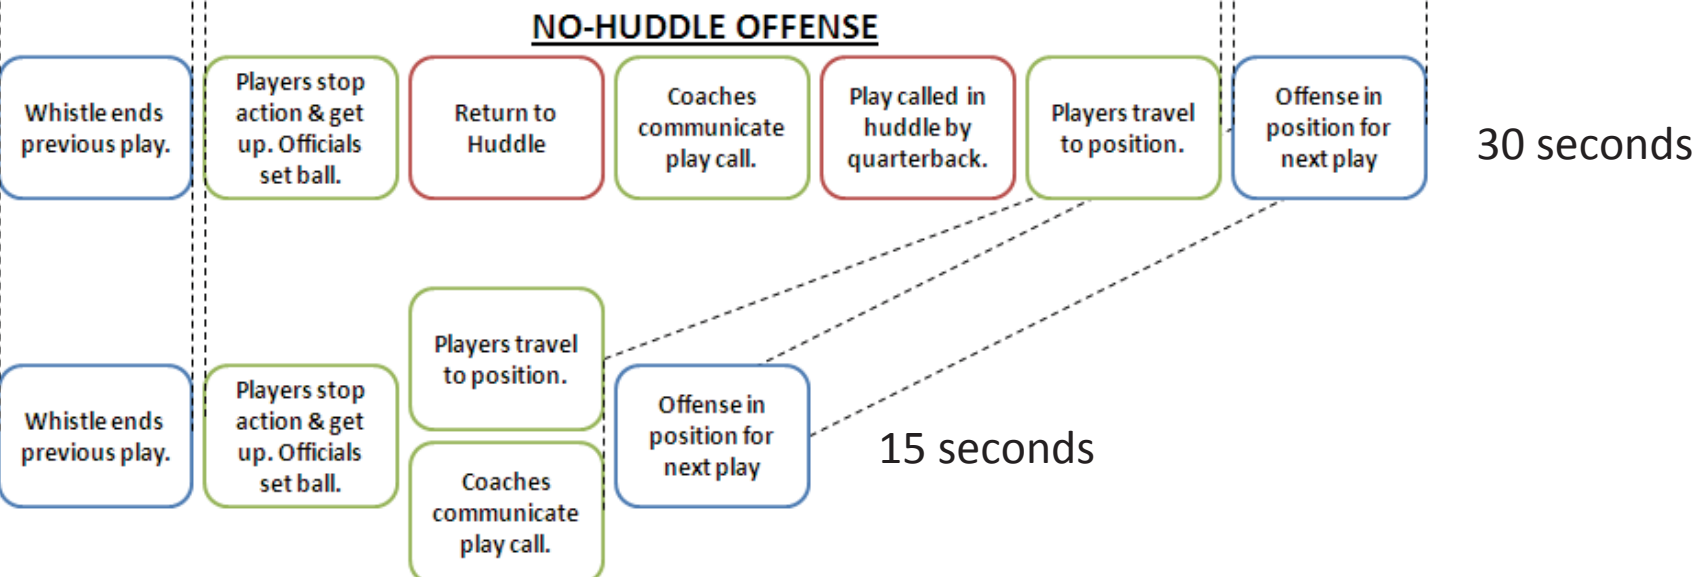 NO-HUDDLE OFFENSE
Whistle ends
previous play.
Players stop
action & get
up. Officials
set ball.
Return to
Huddle
Coaches
communicate
play call.
Play called in
huddle by
quarterback.
Players travel
to position.
Offense in
position for
next play
30 seconds
Whistle ends
previous play.
Players stop
action & get
up. Officials
set ball.
Players travel
to position.
Coaches
communicate
play call.
Offense in
position for
next play
15 seconds